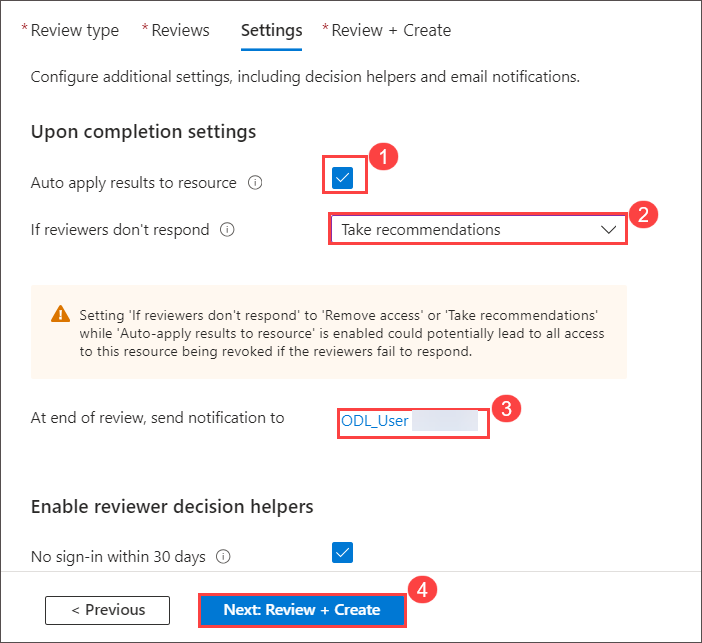 * Review type * Reviews Settings * Review + Create
Configure additional settings, including decision helpers and email notifications.
Upon completion settings
1
Auto apply results to resource
2
If reviewers don't respond Take recommendations
Setting 'If reviewers don't respond' to 'Remove access' or 'Take recommendations'
while 'Auto-apply results to resource' is enabled could potentially lead to all access
to this resource being revoked if the reviewers fail to respond.
3
At end of review, send notification to ODL_User
Enable reviewer decision helpers
No sign-in within 30 days
4
< Previous Next: Review + Create